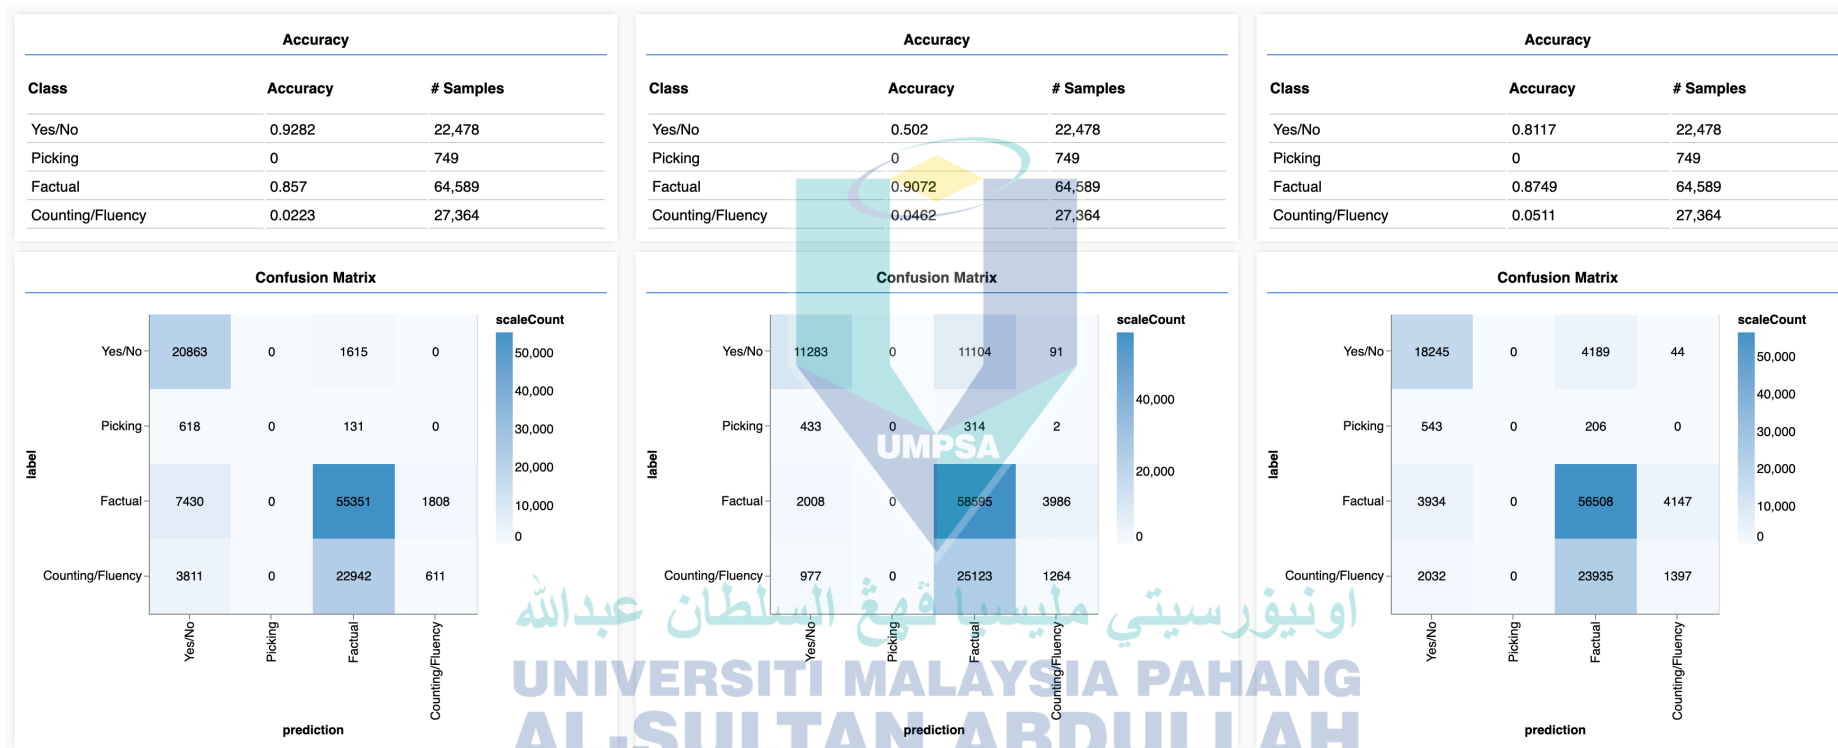 Accuracy
Class Accuracy # Samples
Yes/No 0.9282 22,478
Picking 0 749
Factual 0.857 64,589
Counting/Fluency 0.0223 27,364
Accuracy
Class Accuracy # Samples
Yes/No 0.502 22,478
Picking 0 749
Factual 0.9072 64,589
Counting/Fluency 0.0462 27,364
Accuracy
Class Accuracy # Samples
Yes/No 0.8117 22,478
Picking 0 749
Factual 0.8749 64,589
Counting/Fluency 0.0511 27,364
Confusion Matrix
scaleCount
50,000
40,000
30,000
20,000
10,000
0
label
Yes/No 20863 0 1615 0
Picking 618 0 131 0
Factual 7430 0 55351 1808
Counting/Fluency 3811 0 22942 611
Yes/No Picking Factual Counting/Fluency
prediction
Confusion Matrix
scaleCount
40,000
20,000
0
Yes/No 11283 0 11104 91
Picking 433 0 314 2
Factual 2008 0 58595 3986
Counting/Fluency 977 0 25123 1264
Yes/No Picking Factual Counting/Fluency
label
prediction
Confusion Matrix
scaleCount
50,000
40,000
30,000
20,000
10,000
0
label
Yes/No 18245 0 4189 44
Picking 543 0 206 0
Factual 3934 0 56508 4147
Counting/Fluency 2032 0 23935 1397
Yes/No Picking Factual Counting/Fluency
prediction
UMPSA
اونيۏرسيتي مليسيا ڤهڠ السلطان عبدالله
UNIVERSITI MALAYSIA PAHANG
AL-SULTAN ABDULLAH